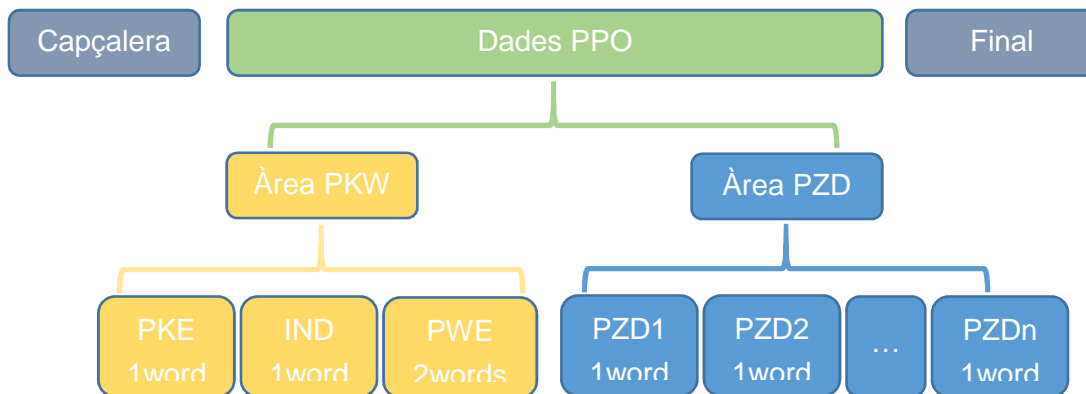 Capçalera
Dades PPO
Final
Àrea PKW
Àrea PZD
PKE
1word
IND
1word
PWE
2words
PZD1
1word
PZD2
1word
...
PZDn
1word